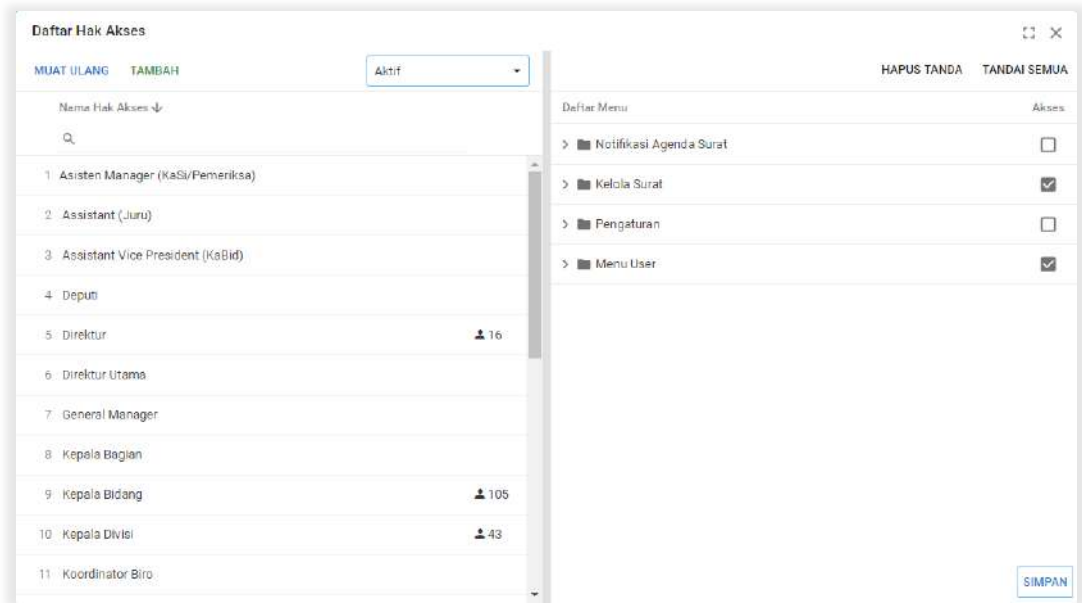 Daftar Hak Akses
MUAT ULANG TAMBAH Aktif HAPUS TANDA TANDAI SEMUA
Nama Hak Akses Daftar Menu Akses
Notifikasi Agenda Surat
1 Asisten Manager (KaSi/Pemeriksa)
Kelola Surat
2 Assistant (Juru)
Pengaturan
3 Assistant Vice President (KaBid)
Menu User
4 Deputi
5 Direktur 16
6 Direktur Utama
7 General Manager
8 Kepala Bagian
9 Kepala Bidang 105
10 Kepala Divisi 43
11 Koordinator Biro
SIMPAN